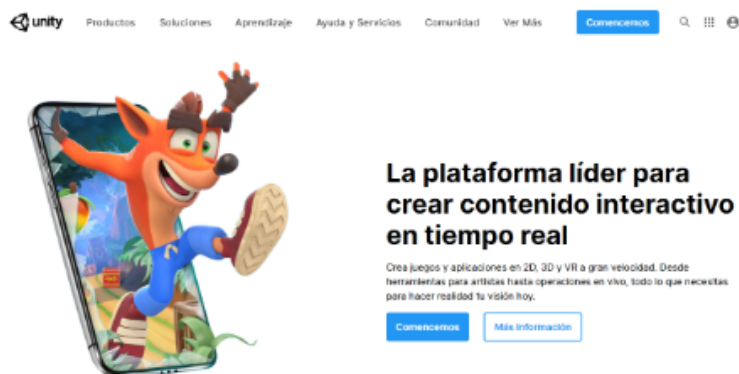 unity Productos Soluciones Aprendizaje Ayuda y Servicios Comunidad Ver Más Comencemos
La plataforma líder para
crear contenido interactivo
en tiempo real
Crea juegos y aplicaciones en 2D, 3D y VR a gran velocidad. Desde
herramientas para artistas hasta operaciones en vivo, todo lo que necesitas
para hacer realidad tu visión hoy.
Comencemos Más información